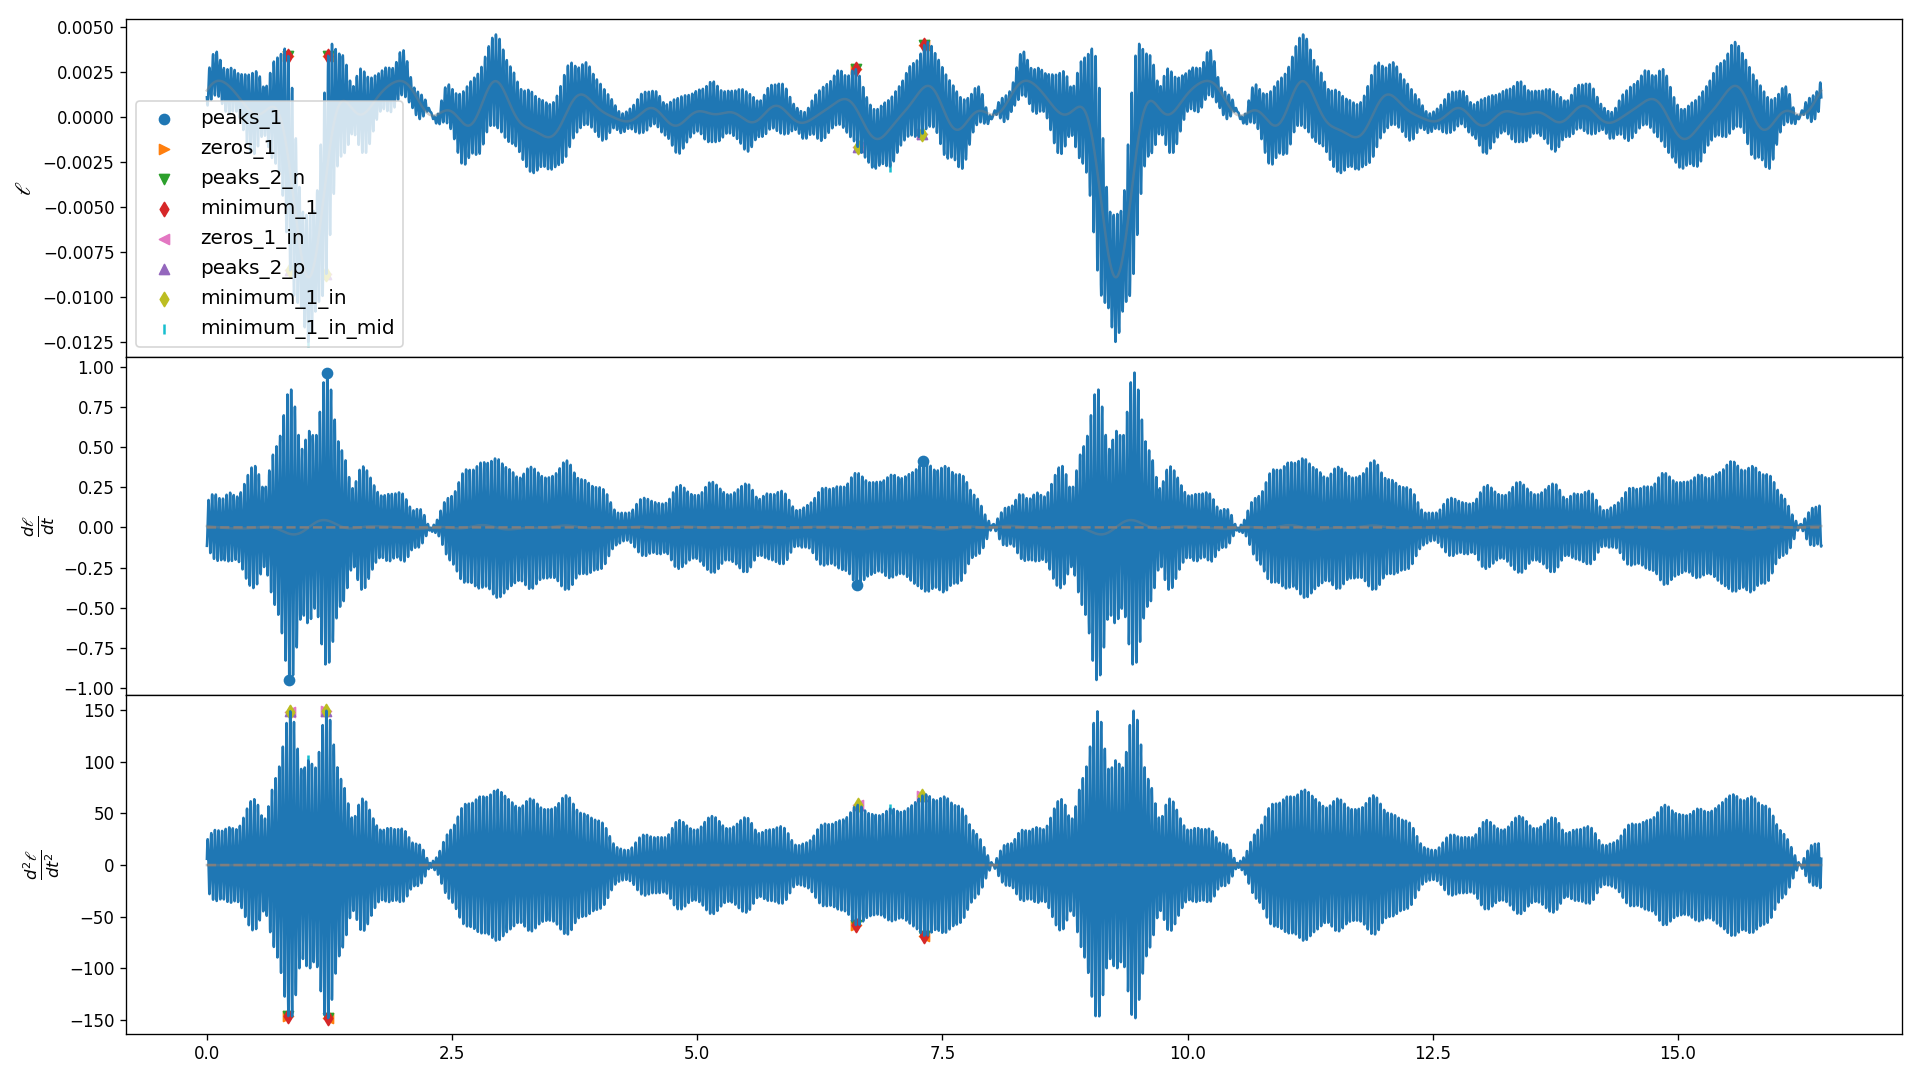 0.0050
0.0025
0.0000
−0.0025
−0.0050
−0.0075
−0.0100
−0.0125
ℓ
peaks_1
zeros_1
peaks_2_n
minimum_1
zeros_1_in
peaks_2_p
minimum_1_in
minimum_1_in_mid
1.00
0.75
0.50
0.25
0.00
−0.25
−0.50
−0.75
−1.00
dℓ
dt
150
100
50
0
−50
−100
−150
d²ℓ
dt²
0.0 2.5 5.0 7.5 10.0 12.5 15.0